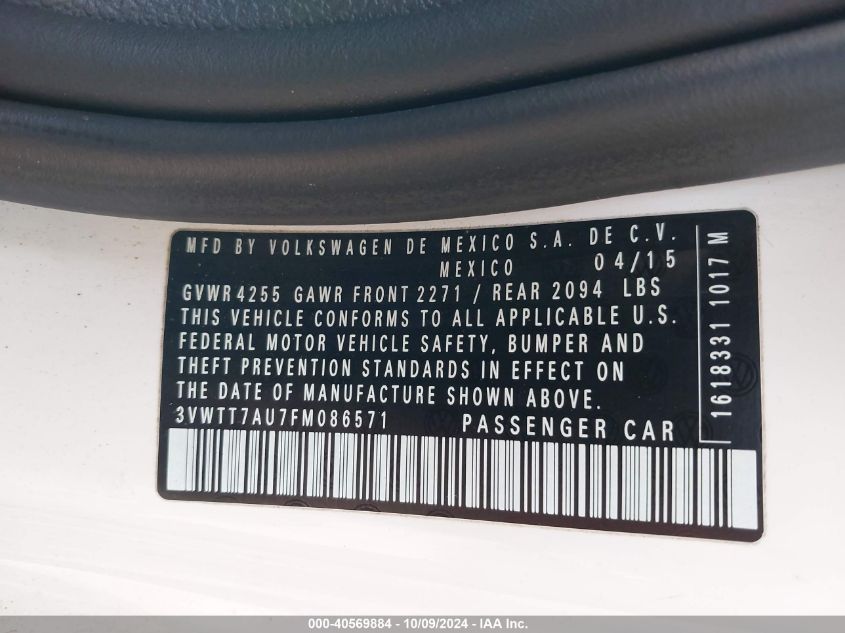 MFD BY VOLKSWAGEN DE MEXICO S.A. DE C.V.
MEXICO 04/15
GVWR 4255 GAWR FRONT 2271 / REAR 2094 LBS
THIS VEHICLE CONFORMS TO ALL APPLICABLE U.S.
FEDERAL MOTOR VEHICLE SAFETY, BUMPER AND
THEFT PREVENTION STANDARDS IN EFFECT ON
THE DATE OF MANUFACTURE SHOWN ABOVE.
3VWTT7AU7FM086571 PASSENGER CAR
1618331 1017 M
000-40569884 - 10/09/2024 - IAA Inc.